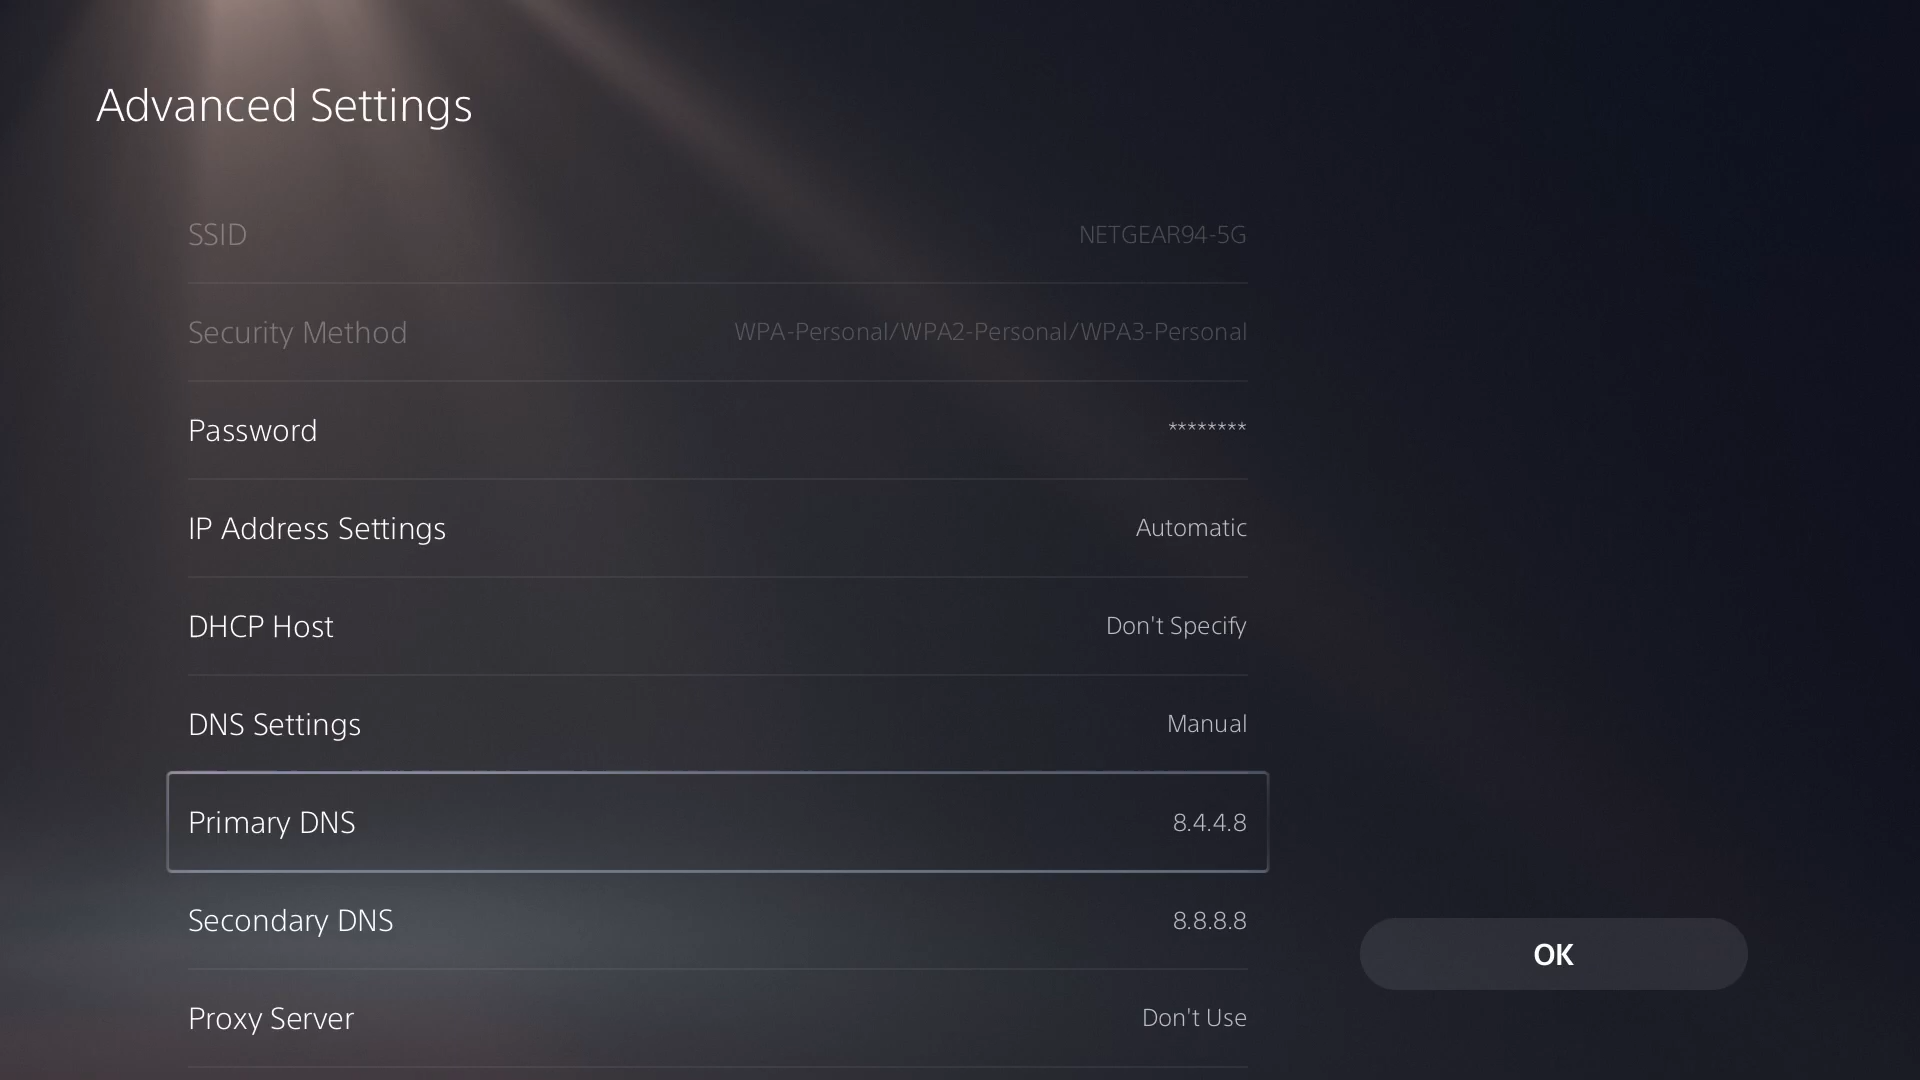 Advanced Settings
SSID NETGEAR94-5G
Security Method WPA-Personal/WPA2-Personal/WPA3-Personal
Password ********
IP Address Settings Automatic
DHCP Host Don't Specify
DNS Settings Manual
Primary DNS 8.4.4.8
Secondary DNS 8.8.8.8
OK
Proxy Server Don't Use